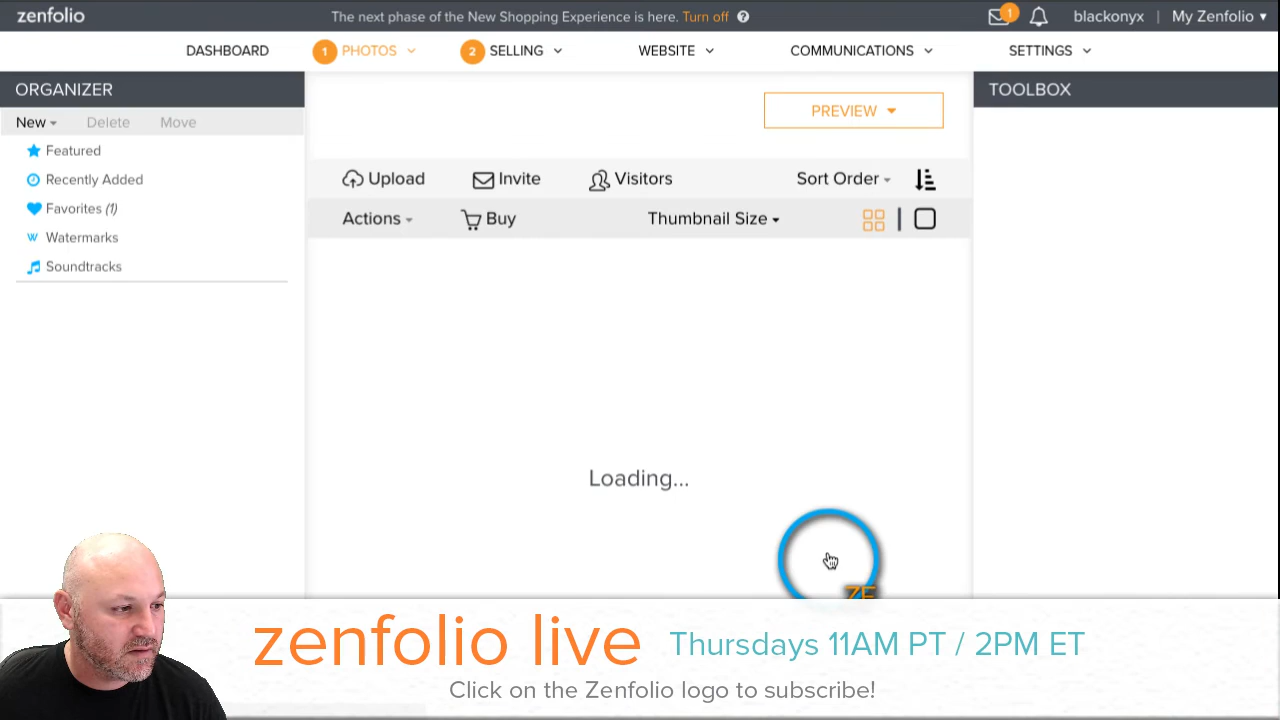 zenfolio
The next phase of the New Shopping Experience is here. Turn off ?
1
blackonyx | My Zenfolio
DASHBOARD
1 PHOTOS
2 SELLING
WEBSITE
COMMUNICATIONS
SETTINGS
ORGANIZER
TOOLBOX
New Delete Move
PREVIEW
Featured
Recently Added
Favorites (1)
W Watermarks
Soundtracks
Upload Invite Visitors Sort Order
Actions Buy Thumbnail Size
Loading...
ZE
zenfolio live Thursdays 11AM PT / 2PM ET
Click on the Zenfolio logo to subscribe!